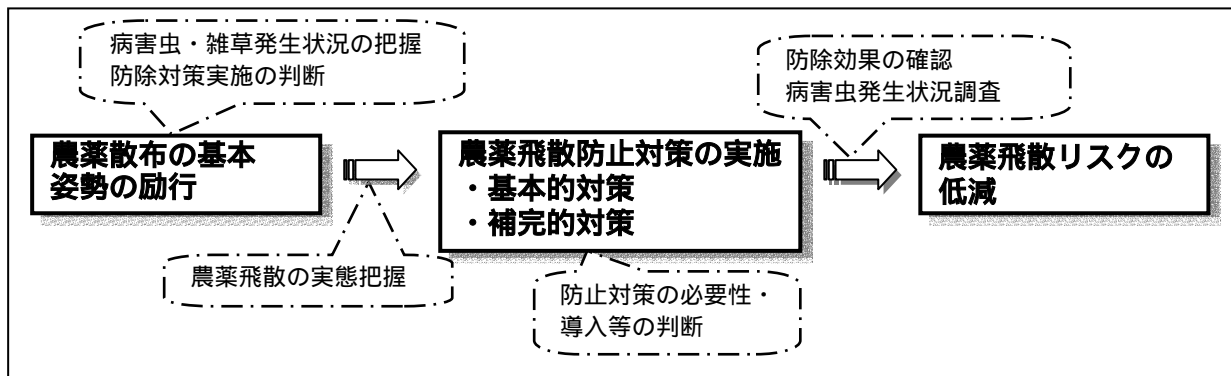 病害虫・雑草発生状況の把握
防除対策実施の判断
防除効果の確認
病害虫発生状況調査
農薬散布の基本
姿勢の励行
農薬飛散防止対策の実施
・基本的対策
・補完的対策
農薬飛散リスクの
低減
農薬飛散の実態把握
防止対策の必要性・
導入等の判断